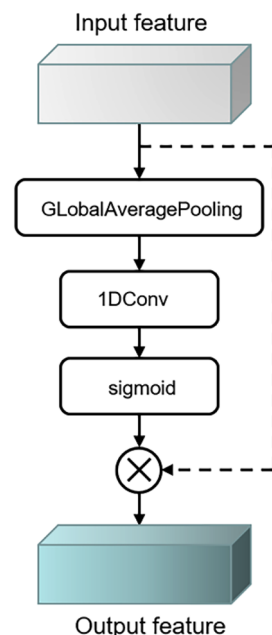 Input feature
GLobalAveragePooling
1DConv
sigmoid
Output feature